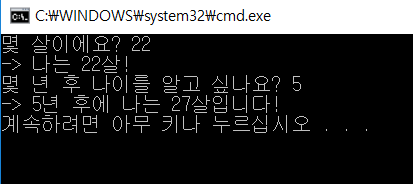 C:₩WINDOWS₩system32₩cmd.exe
몇 살이에요? 22
-> 나는 22살!
몇 년 후 나이를 알고 싶나요? 5
-> 5년 후에 나는 27살입니다!
계속하려면 아무 키나 누르십시오 . . .